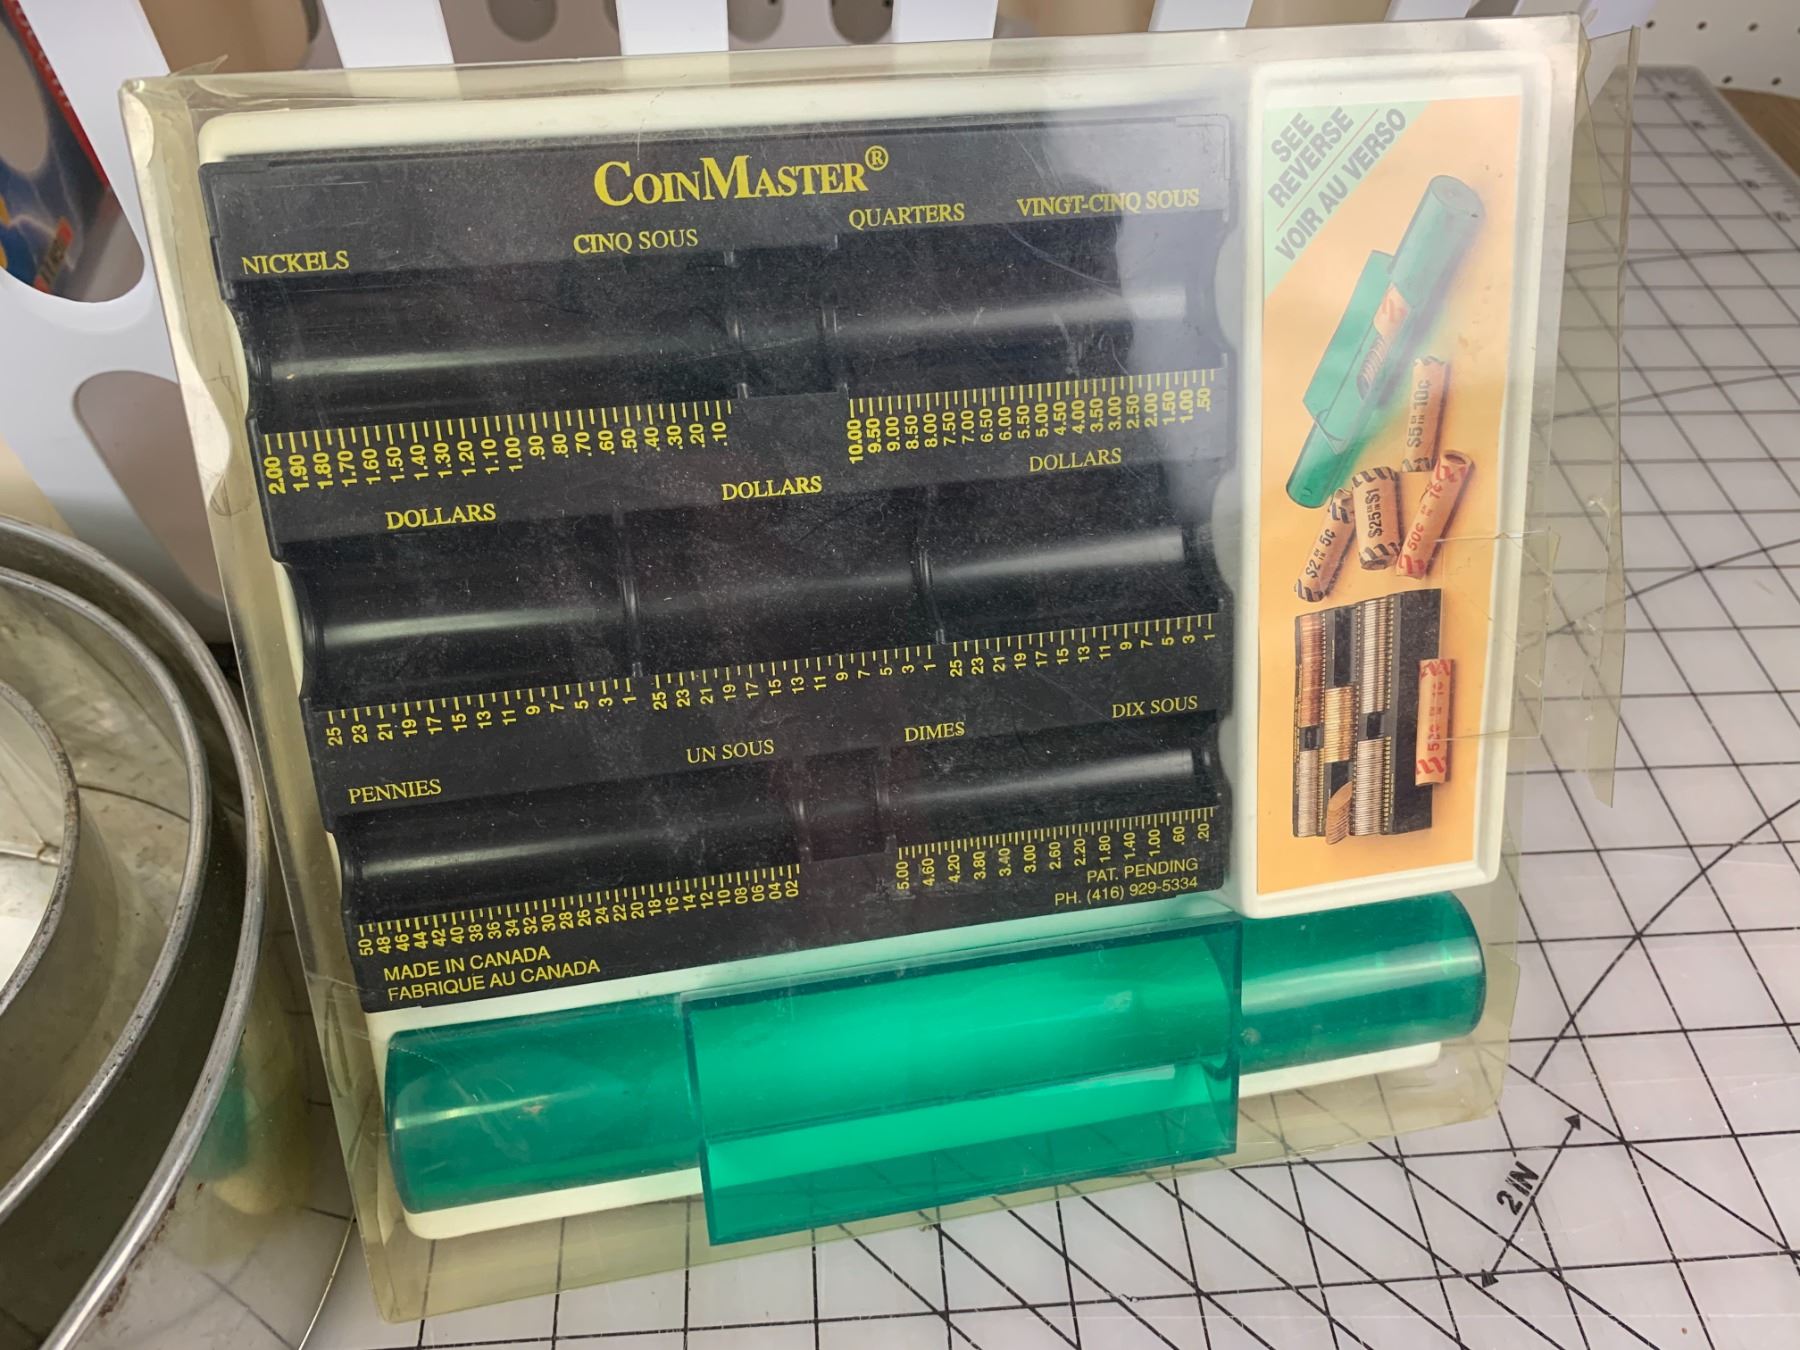 COINMASTER®
NICKELS
CINQ SOUS
QUARTERS
VINGT-CINQ SOUS
2.00 1.90 1.80 1.70 1.60 1.50 1.40 1.30 1.20 1.10 1.00 .90 .80 .70 .60 .50 .40 .30 .20 .10
10.00 9.50 9.00 8.50 8.00 7.50 7.00 6.50 6.00 5.50 5.00 4.50 4.00 3.50 3.00 2.50 2.00 1.50 1.00 .50
DOLLARS
DOLLARS
DOLLARS
25 23 21 19 17 15 13 11 9 7 5 3 1
25 23 21 19 17 15 13 11 9 7 5 3 1
25 23 21 19 17 15 13 11 9 7 5 3 1
PENNIES
UN SOUS
DIMES
DIX SOUS
50 48 46 44 42 40 38 36 34 32 30 28 26 24 22 20 18 16 14 12 10 08 06 04 02
5.00 4.60 4.20 3.80 3.40 3.00 2.60 2.20 1.80 1.40 1.00 .60 .20
PAT. PENDING
PH. (416) 929-5334
MADE IN CANADA
FABRIQUE AU CANADA
SEE
REVERSE
VOIR AU VERSO
$5 10¢
$2 5¢
$25 $1
50¢ 1¢
2 IN